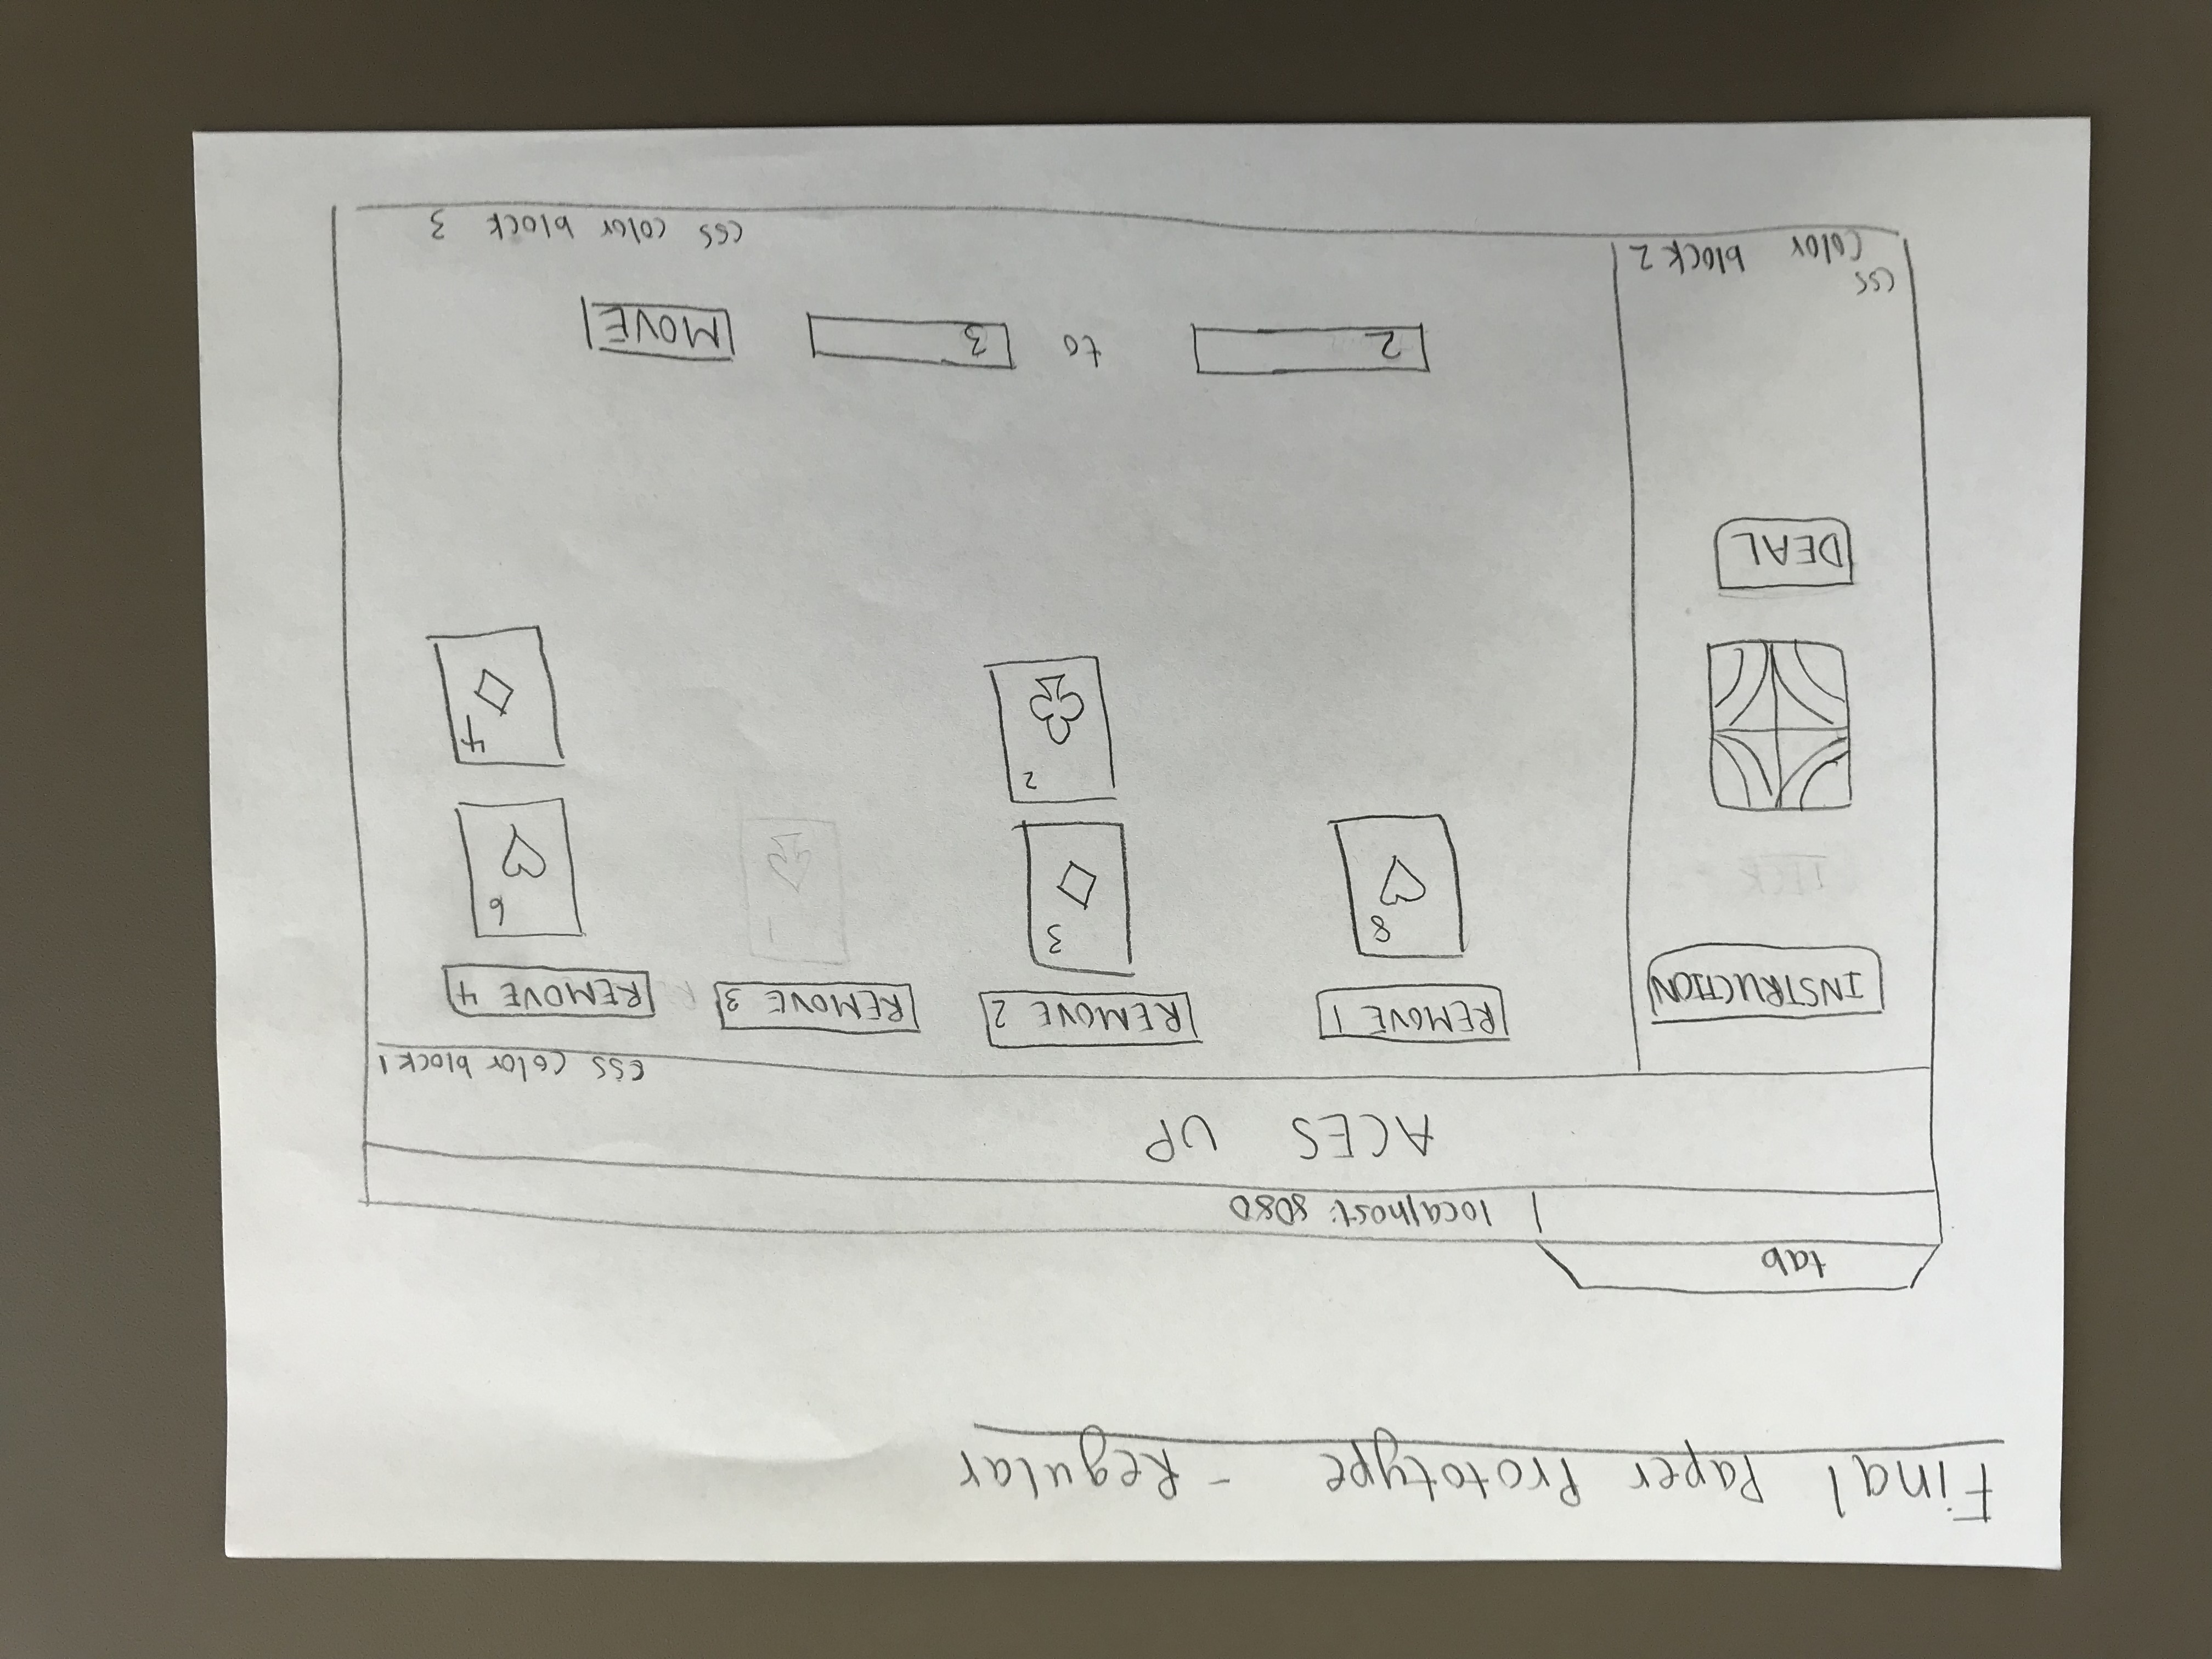 Final Paper Prototype - Regular
tab
localhost: 8080
ACES UP
CSS color block 1
INSTRUCTION
REMOVE 1
REMOVE 2
REMOVE 3
REMOVE 4
8
3
6
2
4
DEAL
2 to 3 MOVE
CSS
color block 2
CSS color block 3